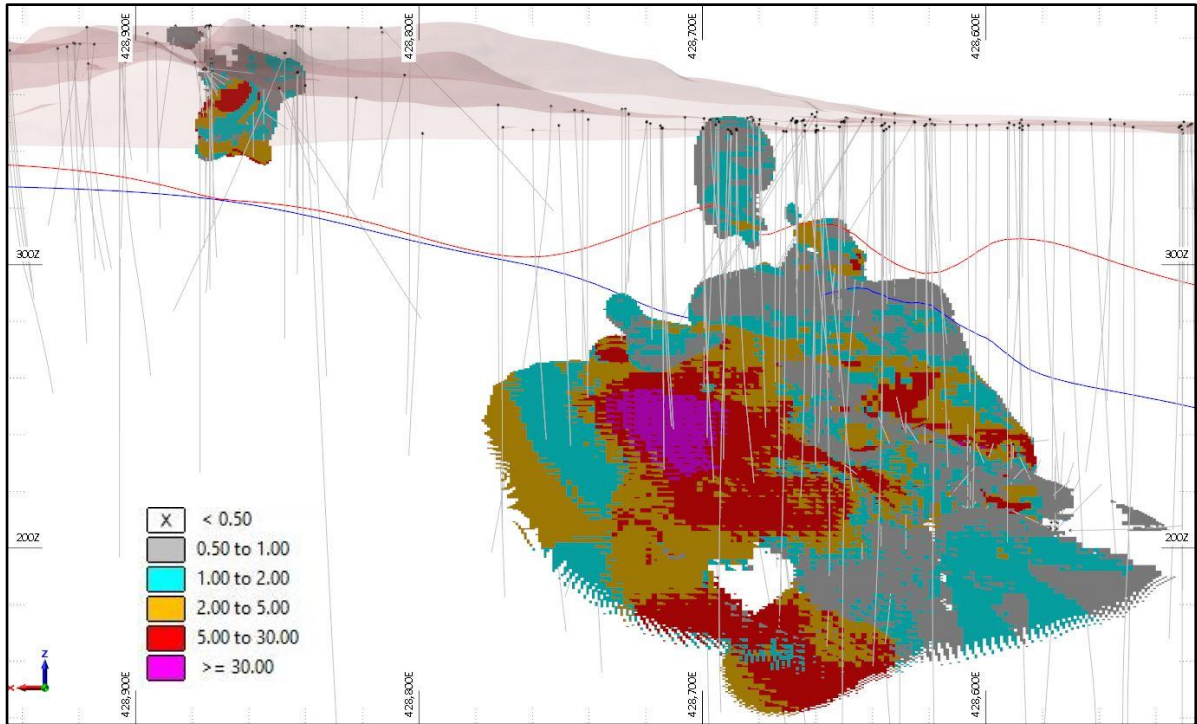 428,900E
428,800E
428,700E
428,600E
300Z
300Z
200Z
200Z
X < 0.50
0.50 to 1.00
1.00 to 2.00
2.00 to 5.00
5.00 to 30.00
>= 30.00
Z
X
428,900E
428,800E
428,700E
428,600E